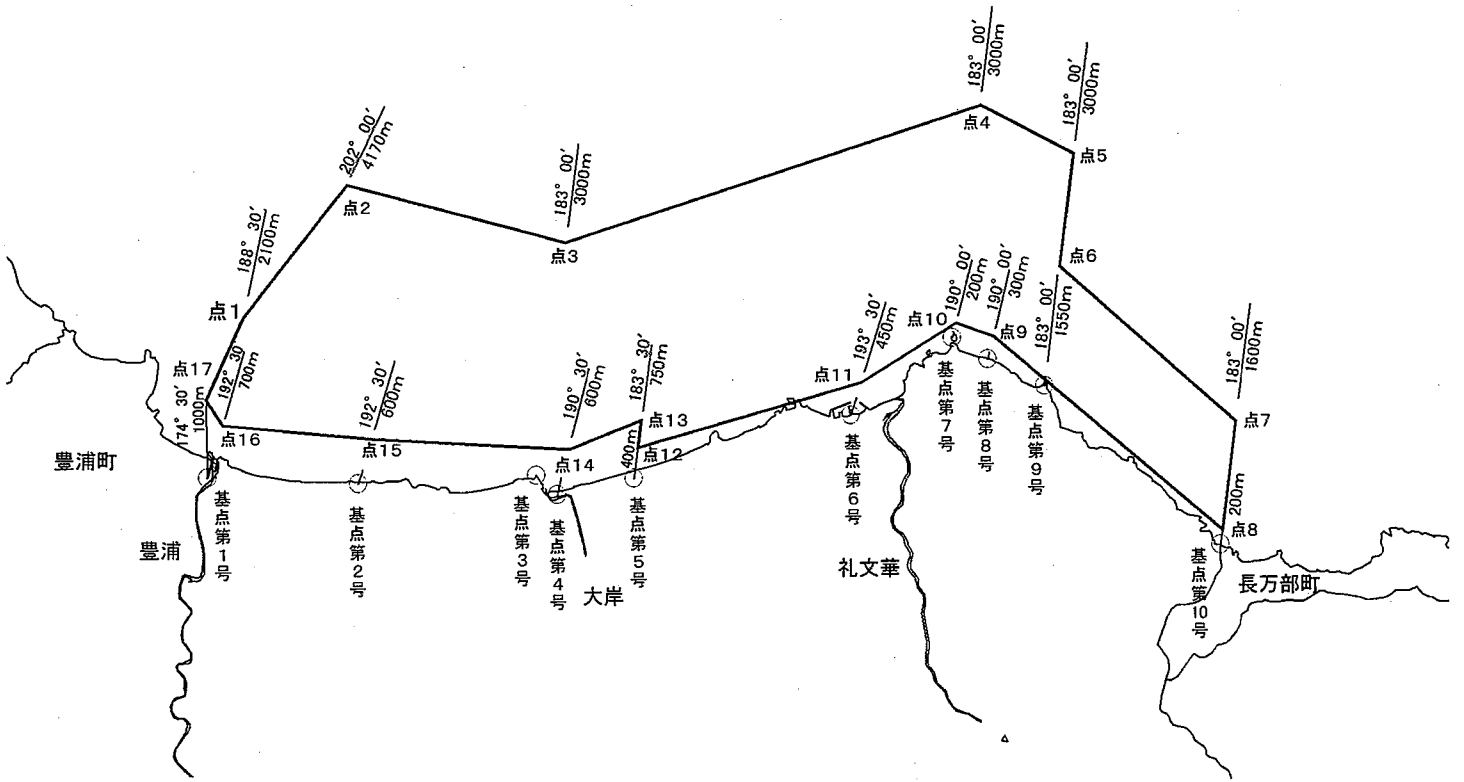 183° 00′
3000m
点4
183° 00′
3000m
点5
202° 00′
4170m
点2
183° 00′
3000m
点3
188° 30′
2100m
点1
点6
190° 00′
200m
点10
190° 00′
300m
点9
183° 00′
1550m
183° 00′
1600m
点7
193° 30′
450m
点11
点17
192° 30′
700m
174° 30′
1000m
点16
192° 30′
600m
点15
190° 30′
600m
点14
183° 30′
750m
点13
400m
点12
200m
点8
豊浦町
豊浦
基点第1号
基点第2号
基点第3号
基点第4号
大岸
基点第5号
基点第6号
礼文華
基点第7号
基点第8号
基点第9号
基点第10号
長万部町